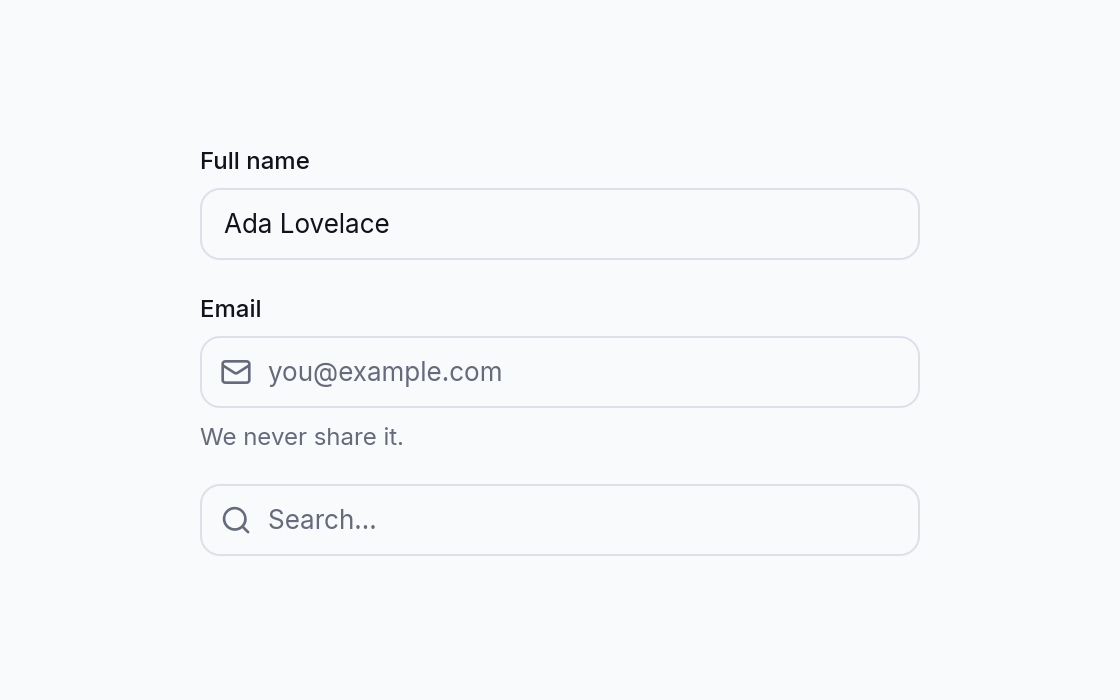 Full name
Ada Lovelace
Email
you@example.com
We never share it.
Search...